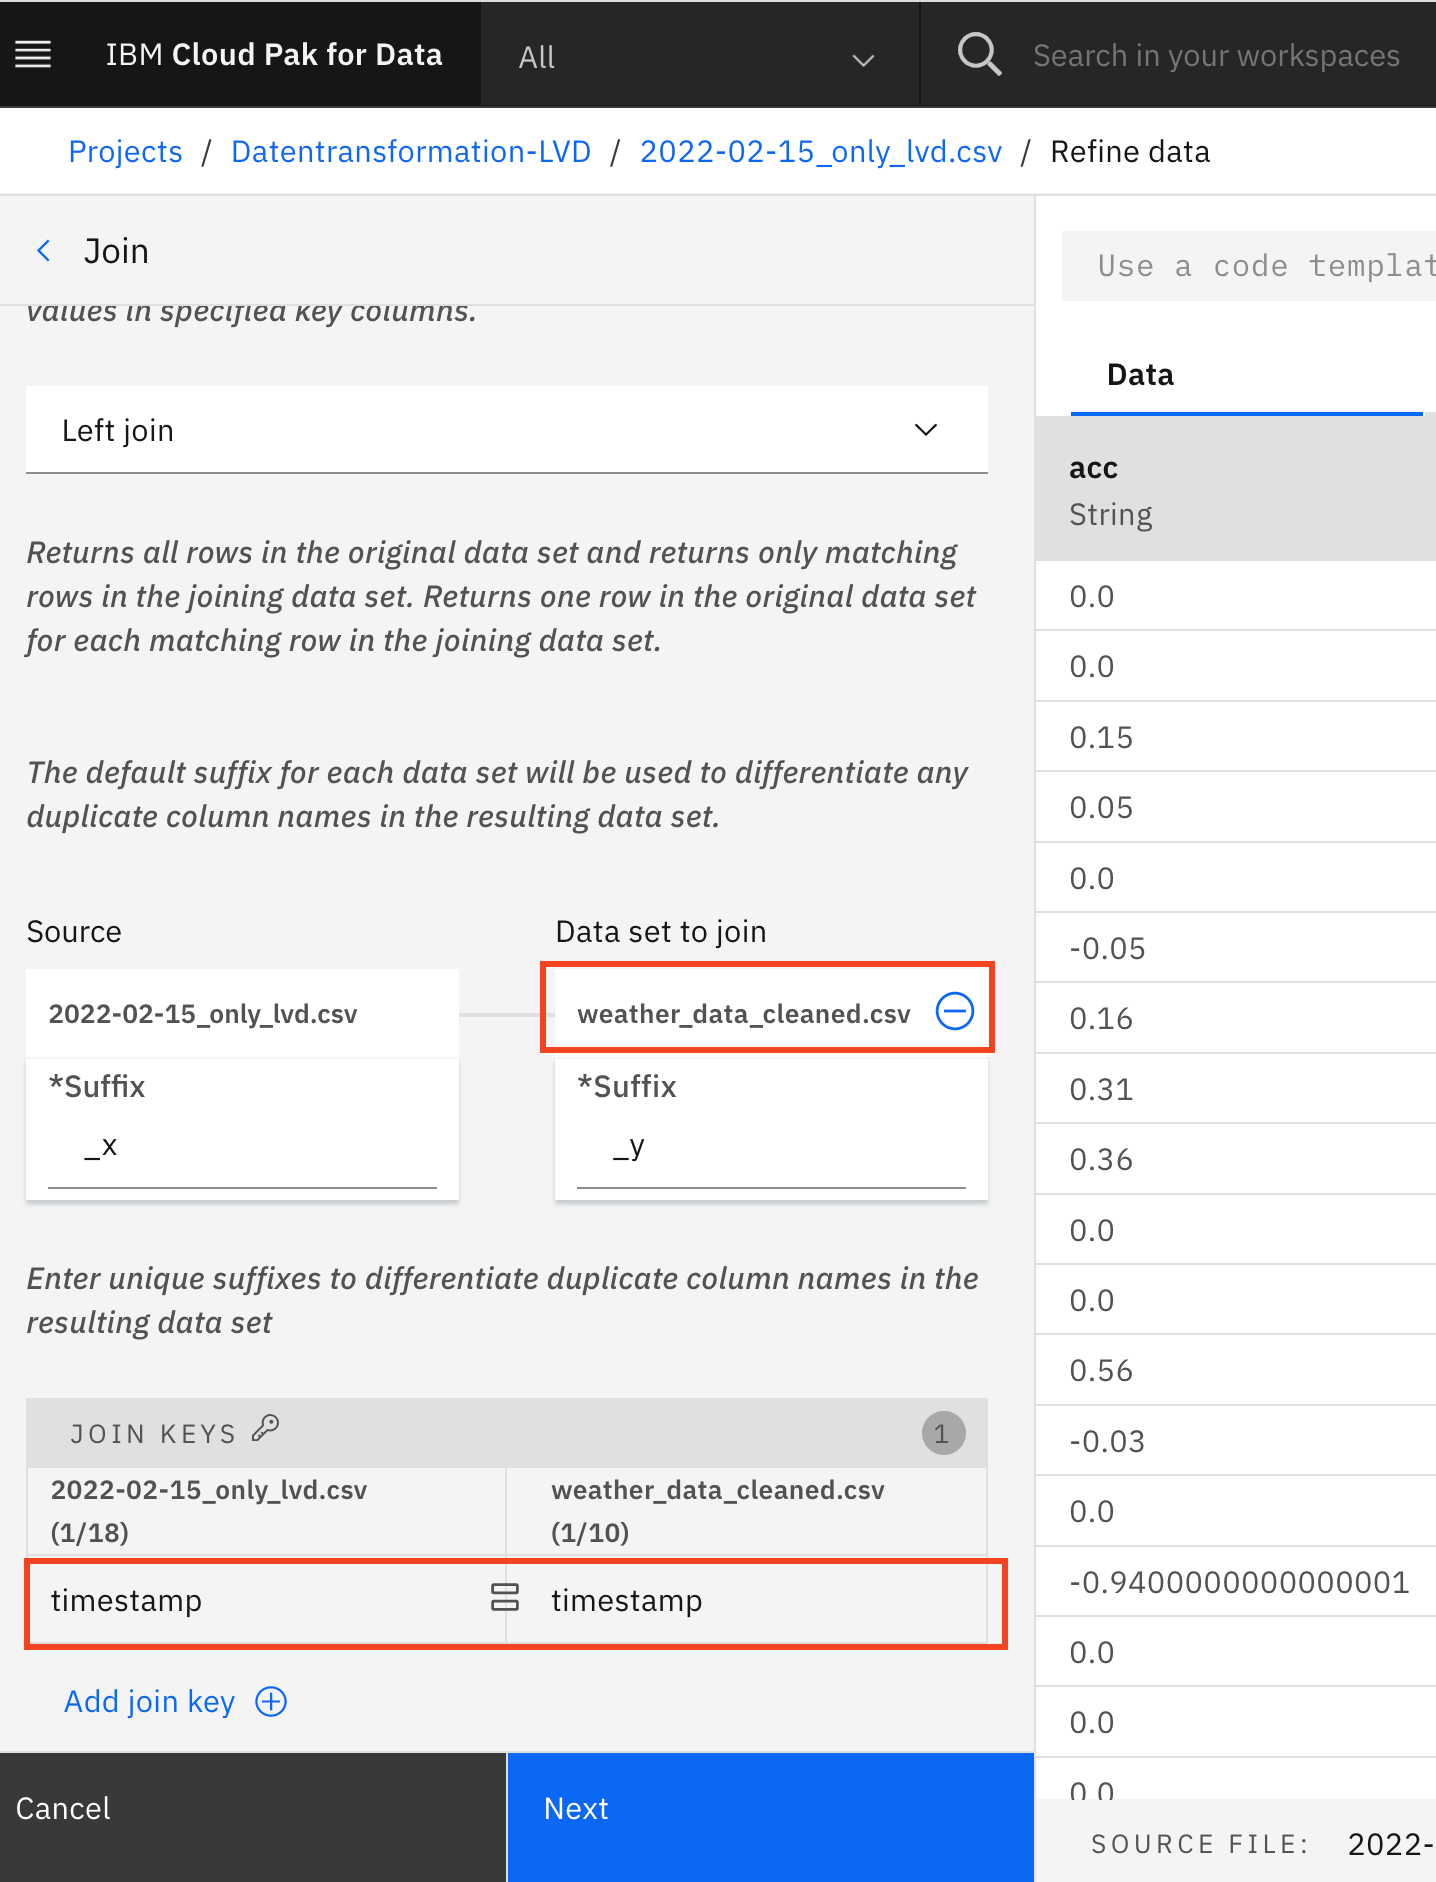 IBM Cloud Pak for Data
All
Search in your workspaces
Projects / Datentransformation-LVD / 2022-02-15_only_lvd.csv / Refine data
Join
values in specified key columns.
Left join
Returns all rows in the original data set and returns only matching
rows in the joining data set. Returns one row in the original data set
for each matching row in the joining data set.
The default suffix for each data set will be used to differentiate any
duplicate column names in the resulting data set.
Source
Data set to join
2022-02-15_only_lvd.csv
weather_data_cleaned.csv
*Suffix
*Suffix
_x
_y
Enter unique suffixes to differentiate duplicate column names in the
resulting data set
JOIN KEYS
1
2022-02-15_only_lvd.csv
(1/18)
weather_data_cleaned.csv
(1/10)
timestamp
timestamp
Add join key
Cancel
Next
Use a code templat
Data
acc
String
0.0
0.0
0.15
0.05
0.0
-0.05
0.16
0.31
0.36
0.0
0.0
0.56
-0.03
0.0
-0.9400000000000001
0.0
0.0
0.0
SOURCE FILE: 2022-